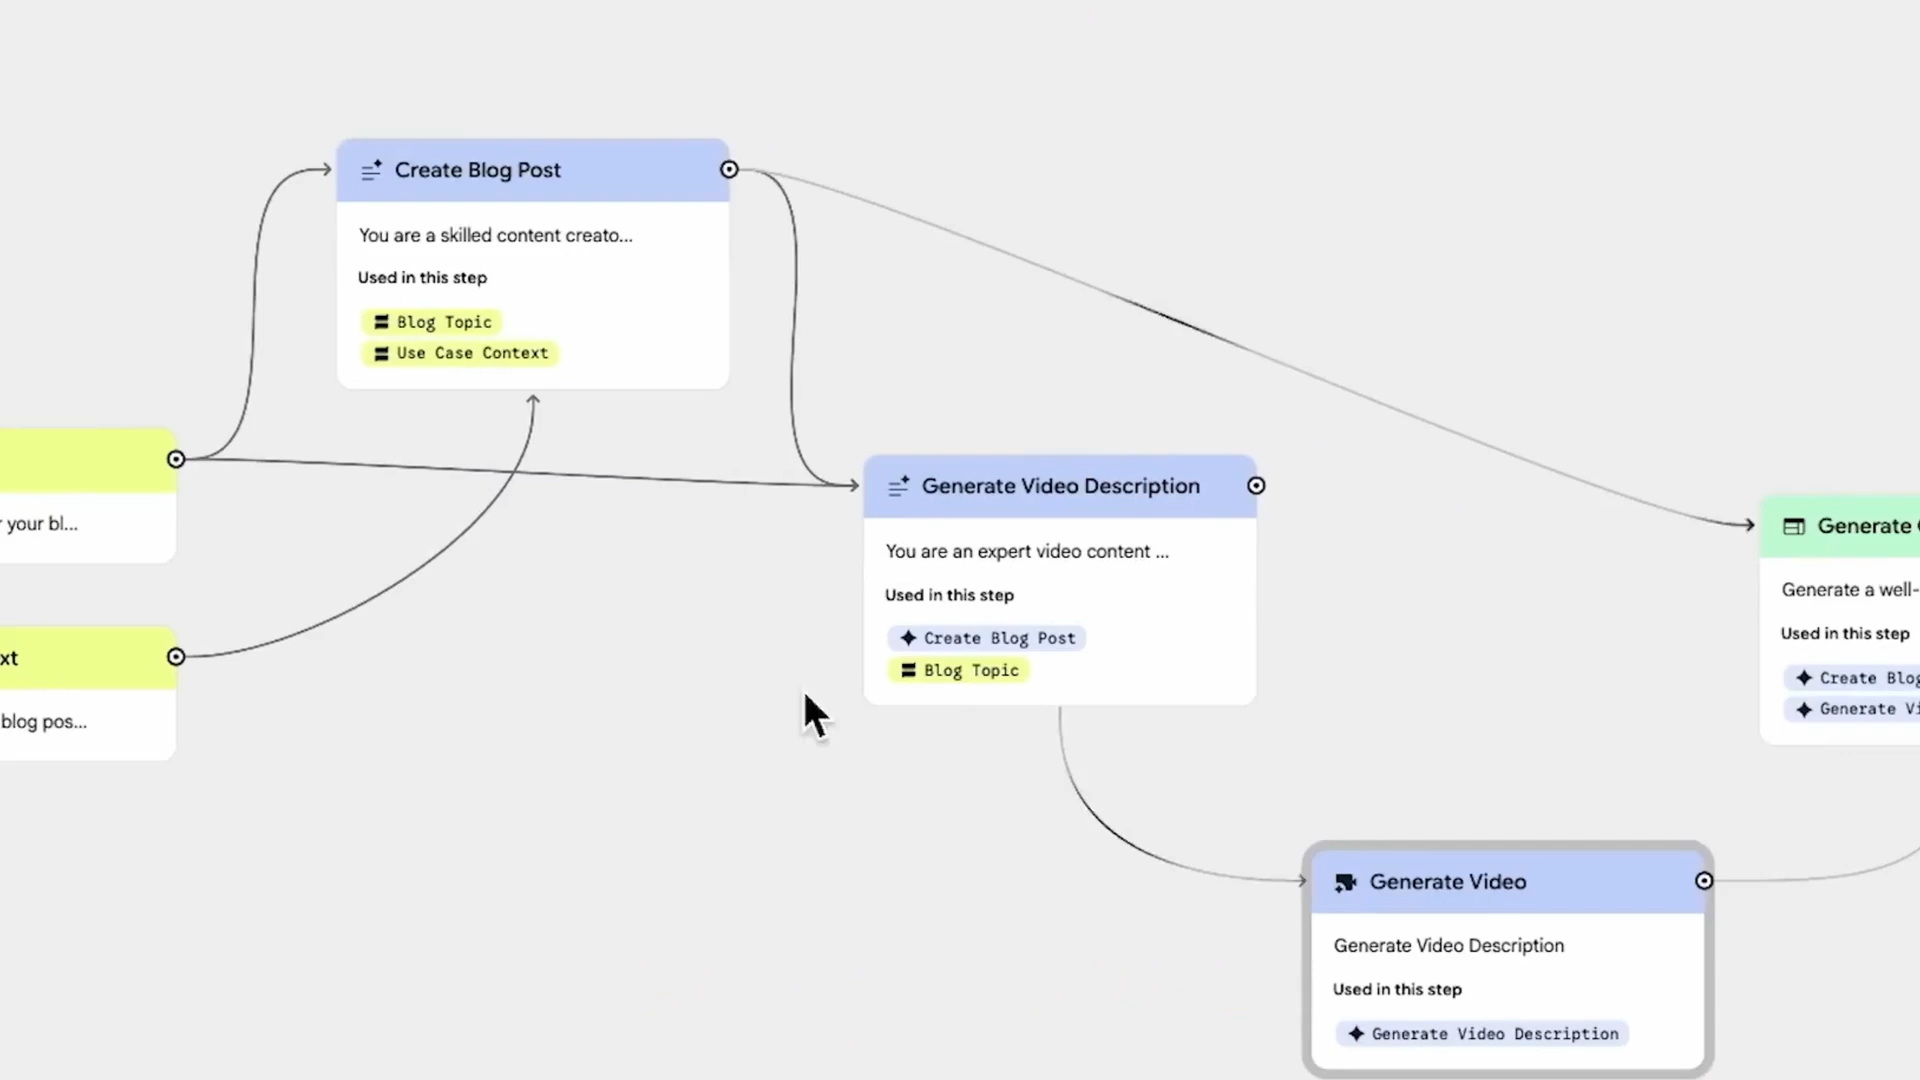 Create Blog Post
You are a skilled content creato...
Used in this step
Blog Topic
Use Case Context
your bl...
xt
blog pos...
Generate Video Description
You are an expert video content ...
Used in this step
Create Blog Post
Blog Topic
Generate
Generate a well-
Used in this step
Create Blog
Generate Vi
Generate Video
Generate Video Description
Used in this step
Generate Video Description